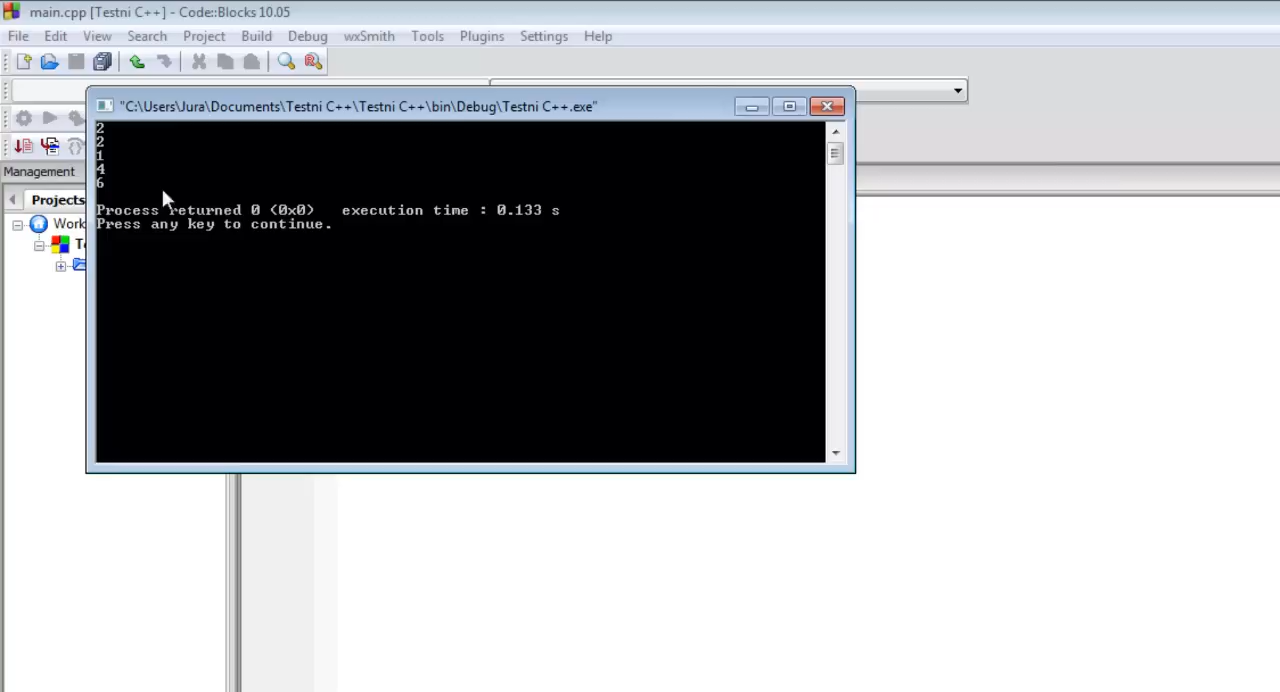 main.cpp [Testni C++] - Code::Blocks 10.05
File Edit View Search Project Build Debug wxSmith Tools Plugins Settings Help
"C:\Users\Jura\Documents\Testni C++\Testni C++\bin\Debug\Testni C++.exe"
2
2
1
4
6
Process returned 0 (0x0) execution time : 0.133 s
Press any key to continue.
Management
Projects